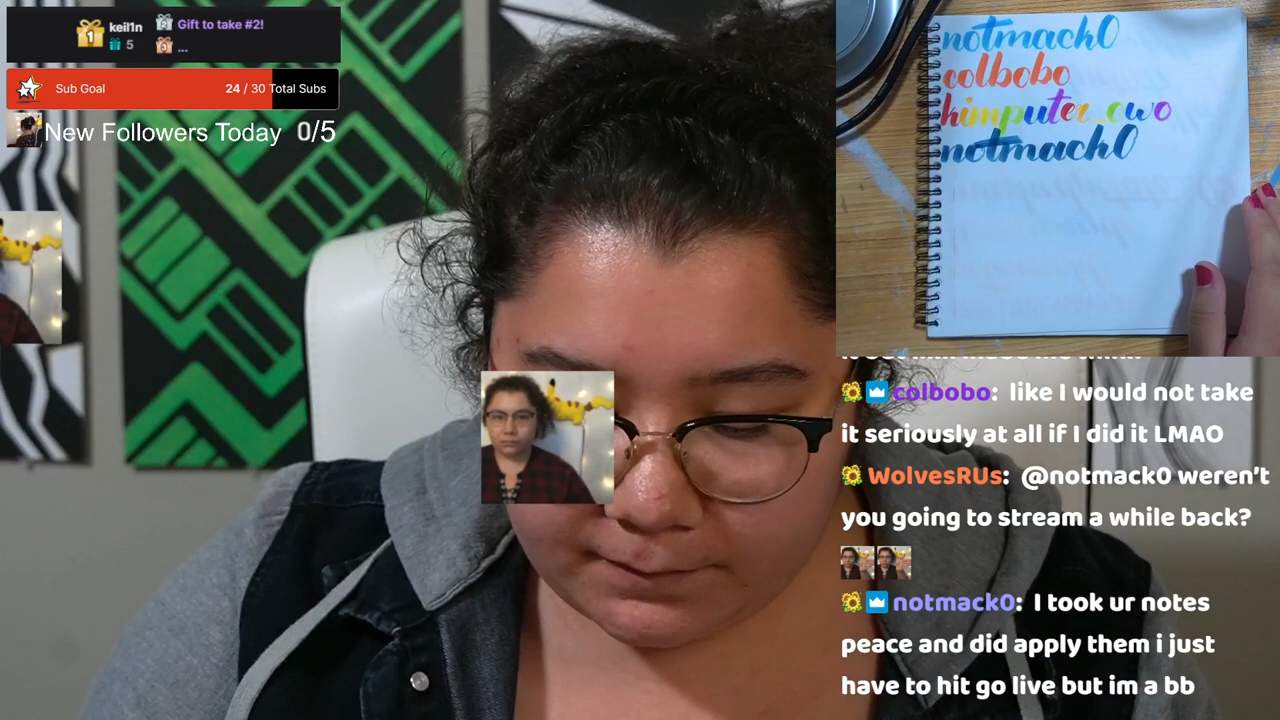 keil1n
5
Gift to take #2!
...
Sub Goal
24 / 30 Total Subs
New Followers Today 0/5
notmack0
colbobo
kimputer_owo
notmack0
colbobo: like I would not take
it seriously at all if I did it LMAO
WolvesRUs: @notmack0 weren't
you going to stream a while back?
notmack0: I took ur notes
peace and did apply them i just
have to hit go live but im a bb